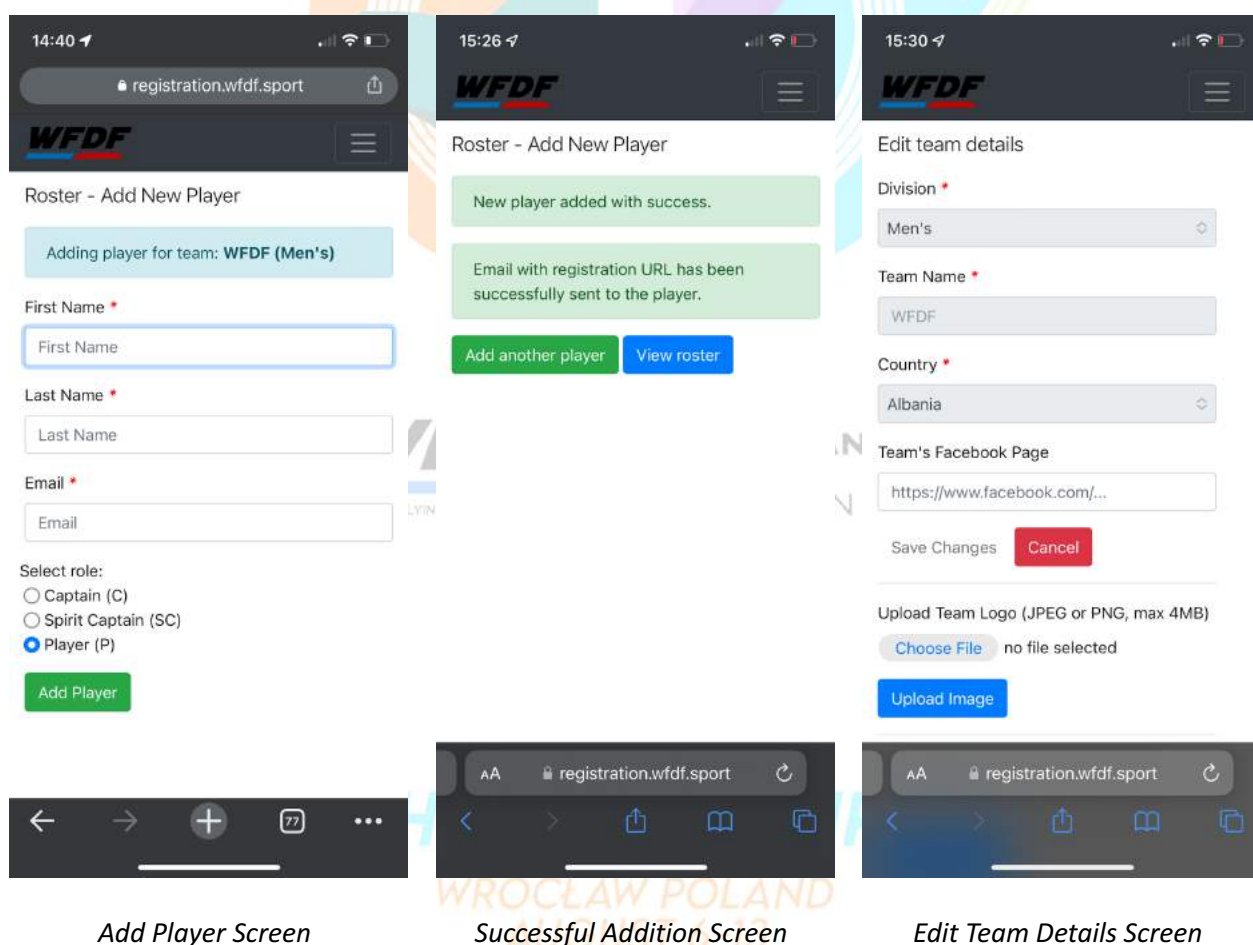 14:40
registration.wfdf.sport
WFDF
Roster - Add New Player
Adding player for team: WFDF (Men's)
First Name *
First Name
Last Name *
Last Name
Email *
Email
Select role:
Captain (C)
Spirit Captain (SC)
Player (P)
Add Player
77
Add Player Screen
15:26
WFDF
Roster - Add New Player
New player added with success.
Email with registration URL has been
successfully sent to the player.
Add another player
View roster
AA registration.wfdf.sport
Successful Addition Screen
15:30
WFDF
Edit team details
Division *
Men's
Team Name *
WFDF
Country *
Albania
Team's Facebook Page
https://www.facebook.com/...
Save Changes
Cancel
Upload Team Logo (JPEG or PNG, max 4MB)
Choose File no file selected
Upload Image
AA registration.wfdf.sport
Edit Team Details Screen
WROCŁAW POLAND